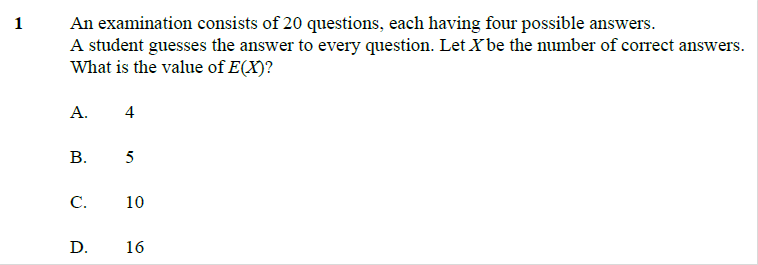 1 An examination consists of 20 questions, each having four possible answers.
A student guesses the answer to every question. Let X be the number of correct answers.
What is the value of E(X)?
A. 4
B. 5
C. 10
D. 16